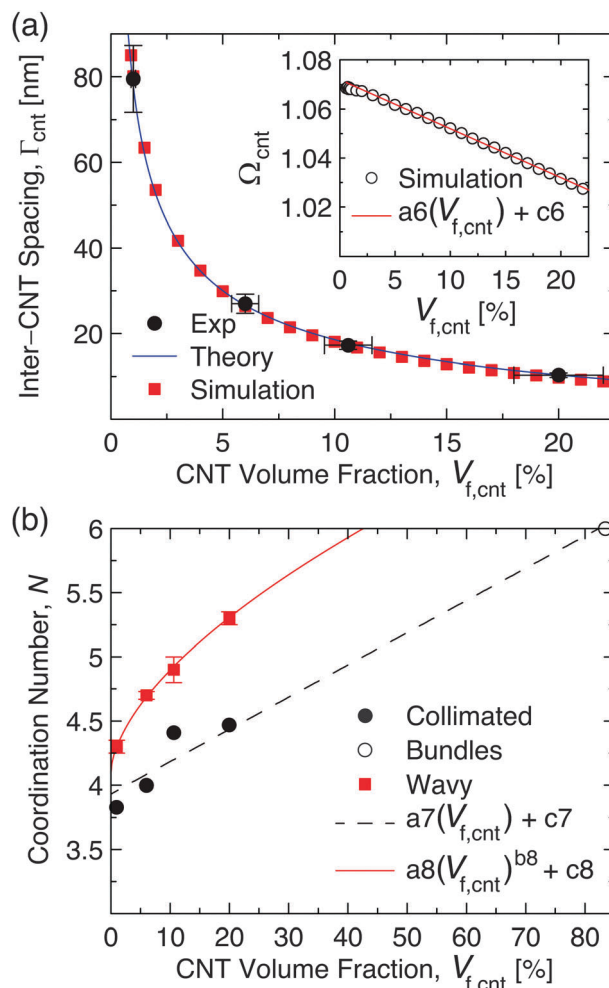 (a)
Inter−CNT Spacing, Γcnt [nm]
80
60
40
20
0
5
10
15
20
CNT Volume Fraction, Vf,cnt [%]
Exp
Theory
Simulation
1.08
1.06
1.04
1.02
Ωcnt
0
5
10
15
20
Vf,cnt [%]
Simulation
a6(Vf,cnt) + c6
(b)
Coordination Number, N
6
5.5
5
4.5
4
3.5
0 10 20 30 40 50 60 70 80
CNT Volume Fraction, Vf,cnt [%]
Collimated
Bundles
Wavy
a7(Vf,cnt) + c7
a8(Vf,cnt)b8 + c8